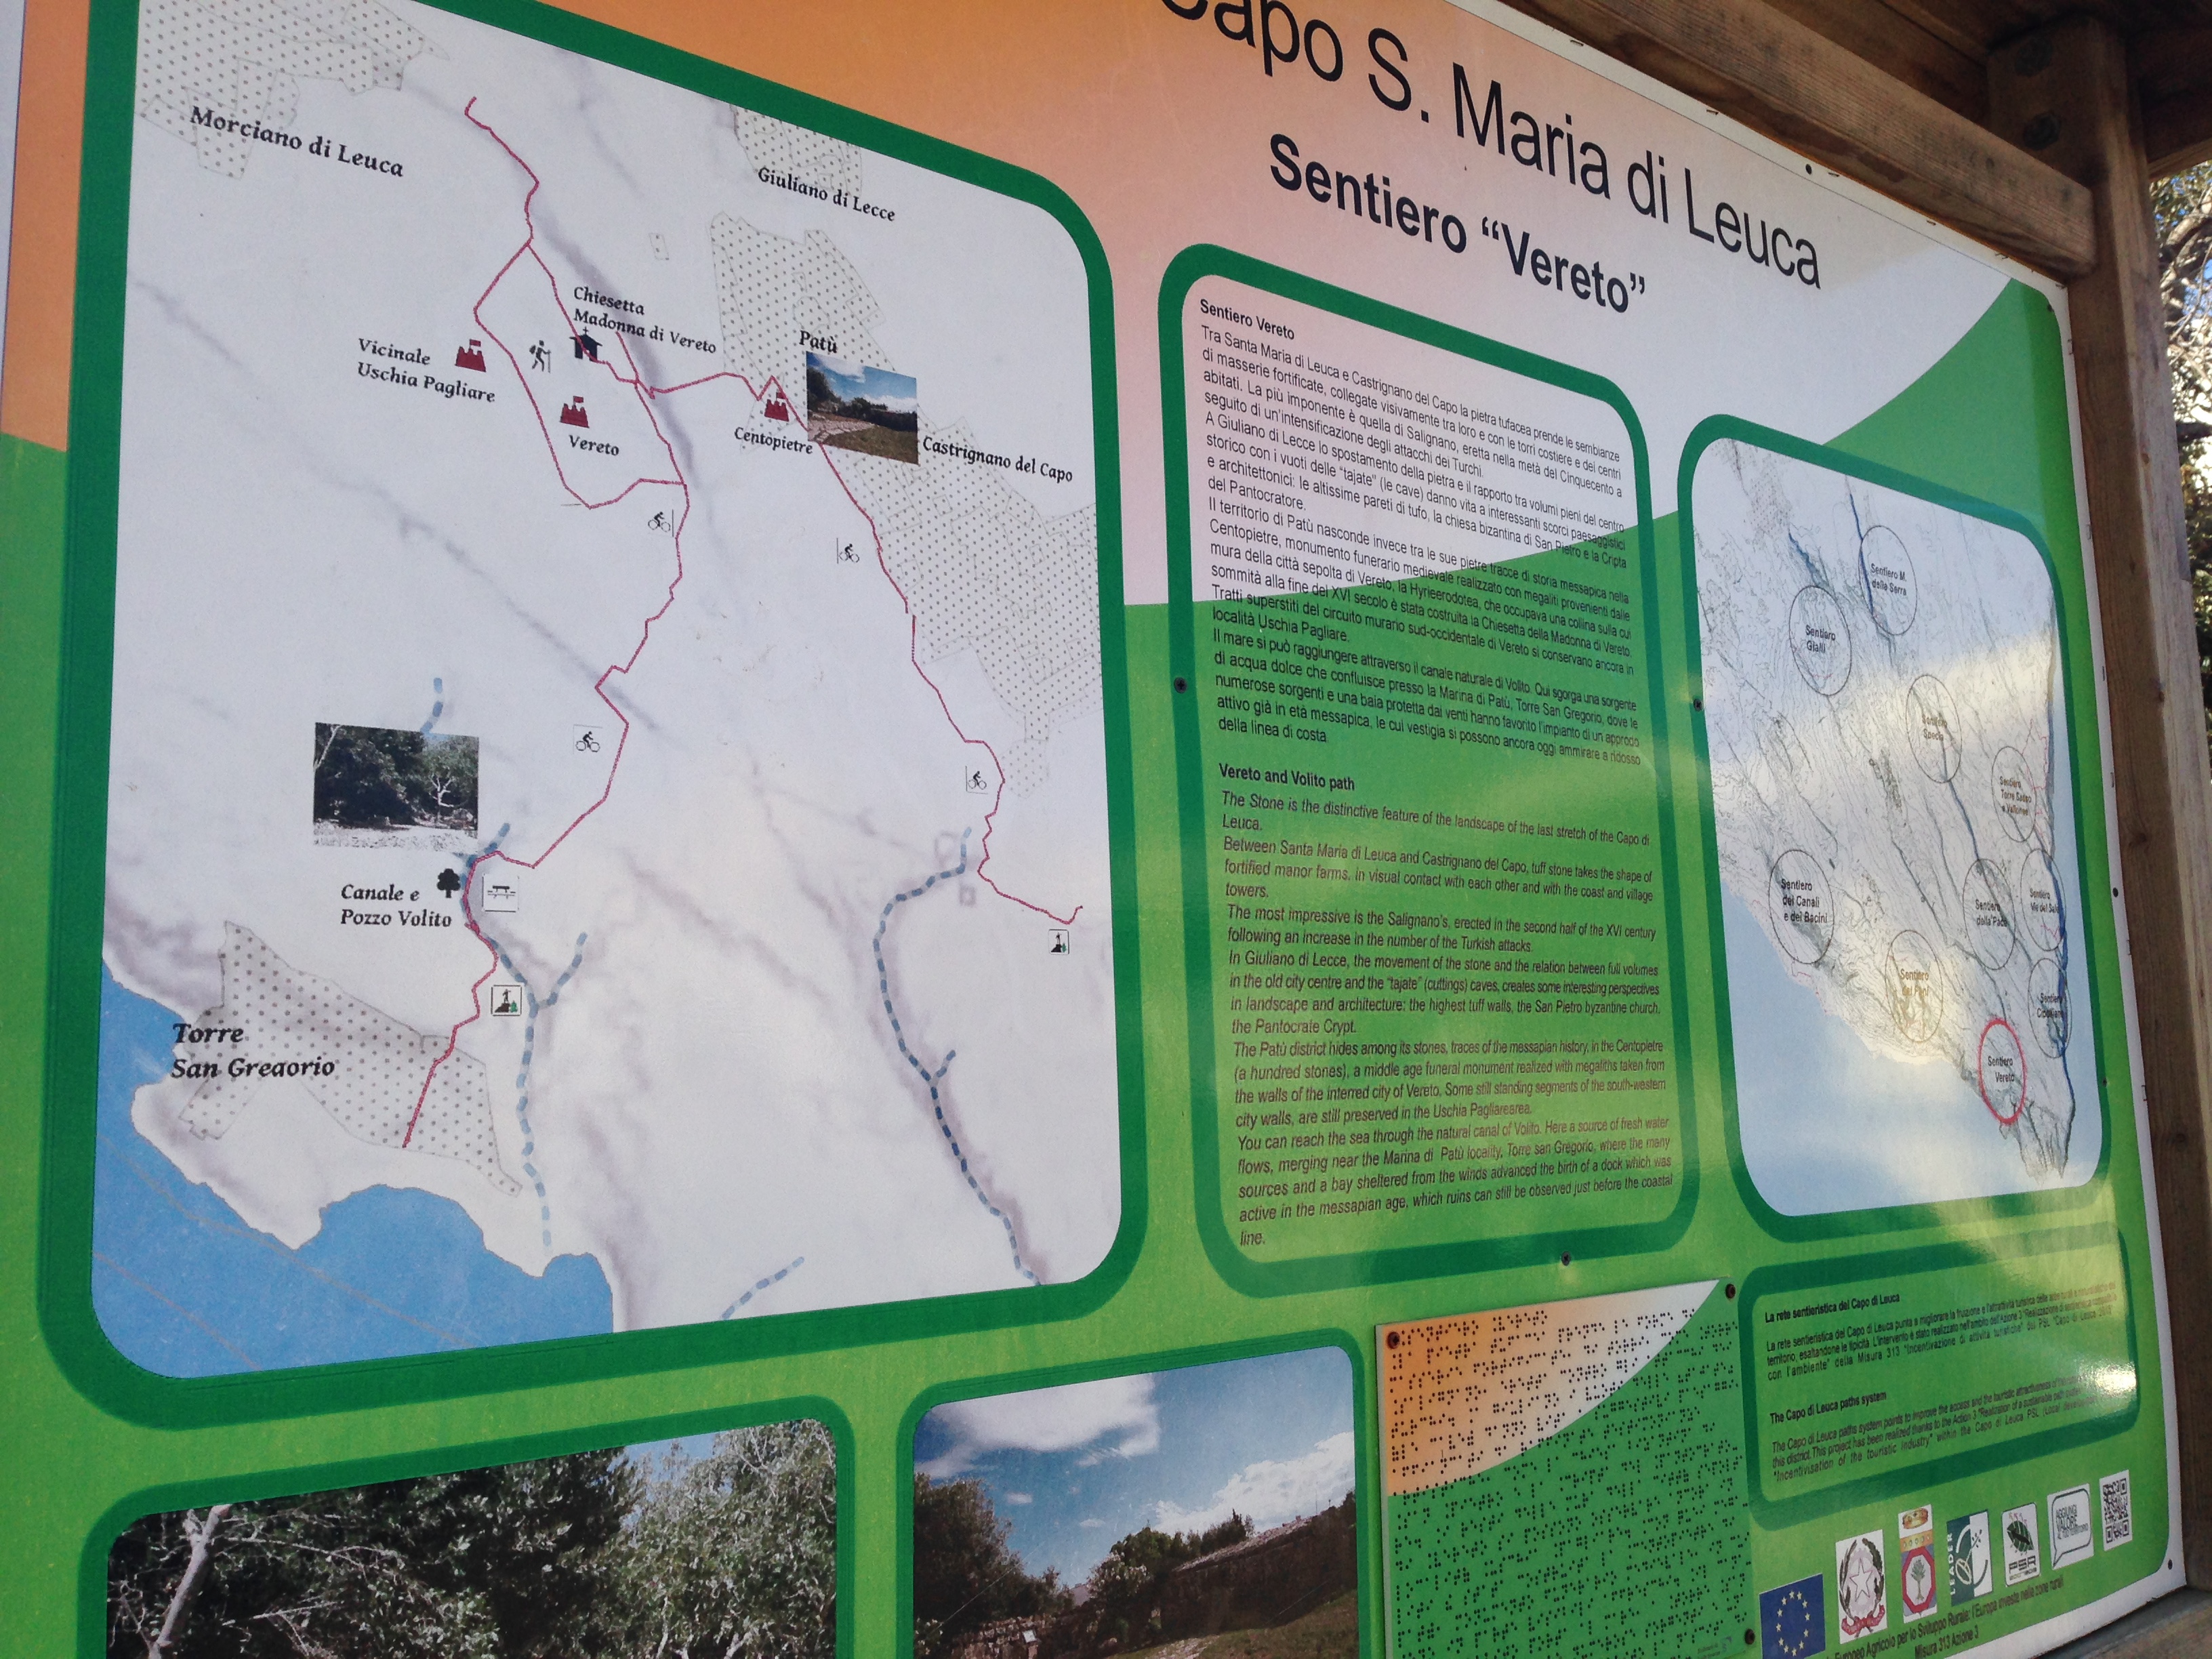 Capo S. Maria di Leuca
Sentiero “Vereto”
Morciano di Leuca
Giuliano di Lecce
Chiesetta
Madonna di Vereto
Patù
Vicinale
Uschia Pagliare
Vereto
Centopietre
Castrignano del Capo
Canale e
Pozzo Volito
Torre
San Gregorio
Sentiero Vereto
Tra Santa Maria di Leuca e Castrignano del Capo la pietra tufacea prende le sembianze
di masserie fortificate, collegate visivamente tra loro e con le torri costiere e dei centri
abitati. La più imponente è quella di Salignano, eretta nella metà del Cinquecento a
seguito di un'intensificazione degli attacchi dei Turchi.
A Giuliano di Lecce lo spostamento della pietra e il rapporto tra volumi pieni del centro
storico con i vuoti delle “tajate” (le cave) danno vita a interessanti scorci paesaggistici
e architettonici: le altissime pareti di tufo, la chiesa bizantina di San Pietro e la Cripta
del Pantocratore.
Il territorio di Patù nasconde invece tra le sue pietre tracce di storia messapica nella
Centopietre, monumento funerario medievale realizzato con megaliti provenienti dalle
mura della città sepolta di Vereto, la Hyrieerodotea, che occupava una collina sulla cui
sommità alla fine del XVI secolo è stata costruita la Chiesetta della Madonna di Vereto.
Tratti superstiti del circuito murario sud-occidentale di Vereto si conservano ancora in
località Uschia Pagliare.
Il mare si può raggiungere attraverso il canale naturale di Volito. Qui sgorga una sorgente
di acqua dolce che confluisce presso la Marina di Patù, Torre San Gregorio, dove le
numerose sorgenti e una baia protetta dai venti hanno favorito l'impianto di un approdo
attivo già in età messapica, le cui vestigia si possono ancora oggi ammirare a ridosso
della linea di costa.
Vereto and Volito path
The Stone is the distinctive feature of the landscape of the last stretch of the Capo di
Leuca.
Between Santa Maria di Leuca and Castrignano del Capo, tuff stone takes the shape of
fortified manor farms. In visual contact with each other and with the coast and village
towers.
The most impressive is the Salignano's, erected in the second half of the XVI century
following an increase in the number of the Turkish attacks.
In Giuliano di Lecce, the movement of the stone and the relation between full volumes
in the old city centre and the “tajate” (cuttings) caves, creates some interesting perspectives
in landscape and architecture: the highest tuff walls, the San Pietro byzantine church,
the Pantocrate Crypt.
The Patù district hides among its stones, traces of the messapian history, in the Centopietre
(a hundred stones), a middle age funeral monument realized with megaliths taken from
the walls of the interred city of Vereto. Some still standing segments of the south-western
city walls, are still preserved in the Uschia Pagliarearea.
You can reach the sea through the natural canal of Volito. Here a source of fresh water
flows, merging near the Marina di Patù locality, Torre san Gregorio, where the many
sources and a bay sheltered from the winds advanced the birth of a dock which was
active in the messapian age, which ruins can still be observed just before the coastal
line.
Sentiero M.
delle Serra
Sentiero
Gialli
Sentiero
Sentiero
Sentiero
dei Canali
e dei Bacini
Sentiero
della Pace
Sentiero
Sentiero
Vereto
La rete sentieristica del Capo di Leuca
La rete sentieristica del Capo di Leuca punta a migliorare la fruizione e l'attrattività turistica
territorio, esaltandone le tipicità. L'intervento è stato realizzato nell'ambito dell'Azione 3
con l'ambiente” della Misura 313 “Incentivazione di attività turistiche” del PSL “Capo di Leuca
The Capo di Leuca paths system
The Capo di Leuca paths system points to improve the access and the touristic attractiveness
this district. This project has been realized thanks to the Action 3
“Incentivisation of the touristic industry” within the Capo di Leuca PSL
LEADER
PSR
AGGIUNGI
VALORE
Europeo Agricolo per lo Sviluppo Rurale: l'Europa investe nelle zone rurali
Misura 313 Azione 3